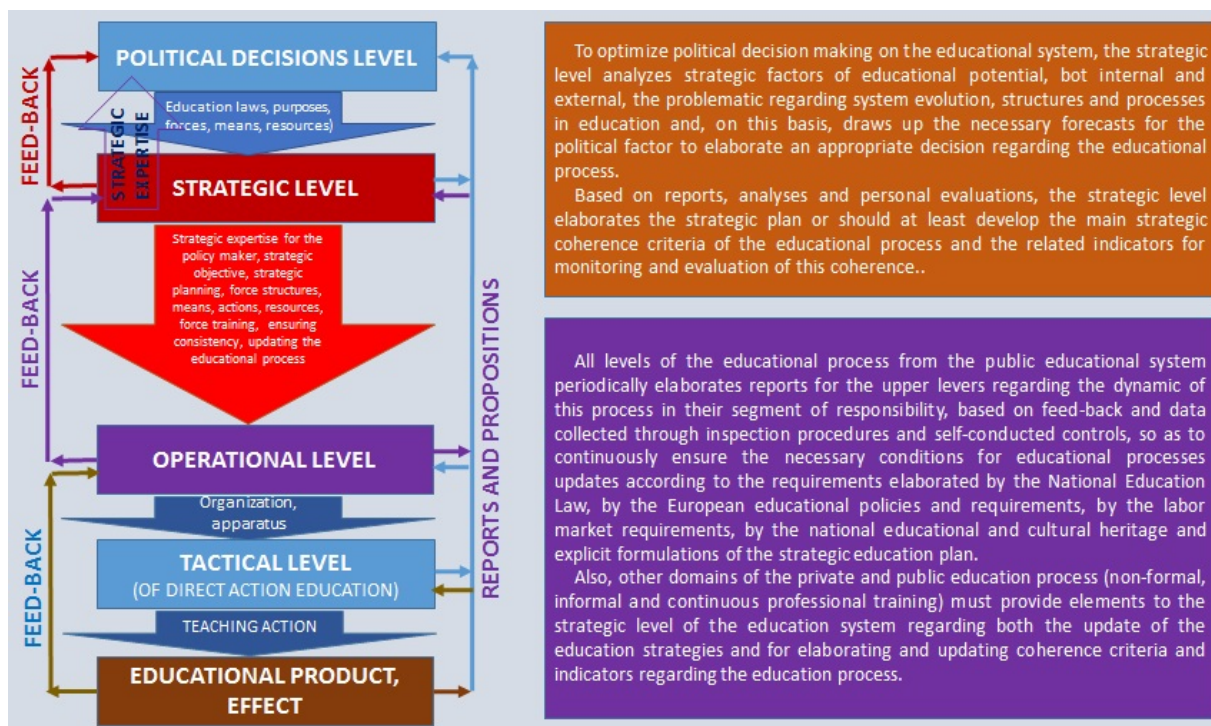 POLITICAL DECISIONS LEVEL
Education laws, purposes,
forces, means, resources)
STRATEGIC
EXPERTISE
FEED-BACK
STRATEGIC LEVEL
Strategic expertise for the
policy maker, strategic
objective, strategic
planning, force structures,
means, actions, resources,
force training, ensuring
consistency, updating the
educational process
FEED-BACK
OPERATIONAL LEVEL
Organization,
apparatus
TACTICAL LEVEL
(OF DIRECT ACTION EDUCATION)
TEACHING ACTION
FEED-BACK
EDUCATIONAL PRODUCT,
EFFECT
REPORTS AND PROPOSITIONS
To optimize political decision making on the educational system, the strategic
level analyzes strategic factors of educational potential, bot internal and
external, the problematic regarding system evolution, structures and processes
in education and, on this basis, draws up the necessary forecasts for the
political factor to elaborate an appropriate decision regarding the educational
process.
Based on reports, analyses and personal evaluations, the strategic level
elaborates the strategic plan or should at least develop the main strategic
coherence criteria of the educational process and the related indicators for
monitoring and evaluation of this coherence..
All levels of the educational process from the public educational system
periodically elaborates reports for the upper levers regarding the dynamic of
this process in their segment of responsibility, based on feed-back and data
collected through inspection procedures and self-conducted controls, so as to
continuously ensure the necessary conditions for educational processes
updates according to the requirements elaborated by the National Education
Law, by the European educational policies and requirements, by the labor
market requirements, by the national educational and cultural heritage and
explicit formulations of the strategic education plan.
Also, other domains of the private and public education process (non-formal,
informal and continuous professional training) must provide elements to the
strategic level of the education system regarding both the update of the
education strategies and for elaborating and updating coherence criteria and
indicators regarding the education process.